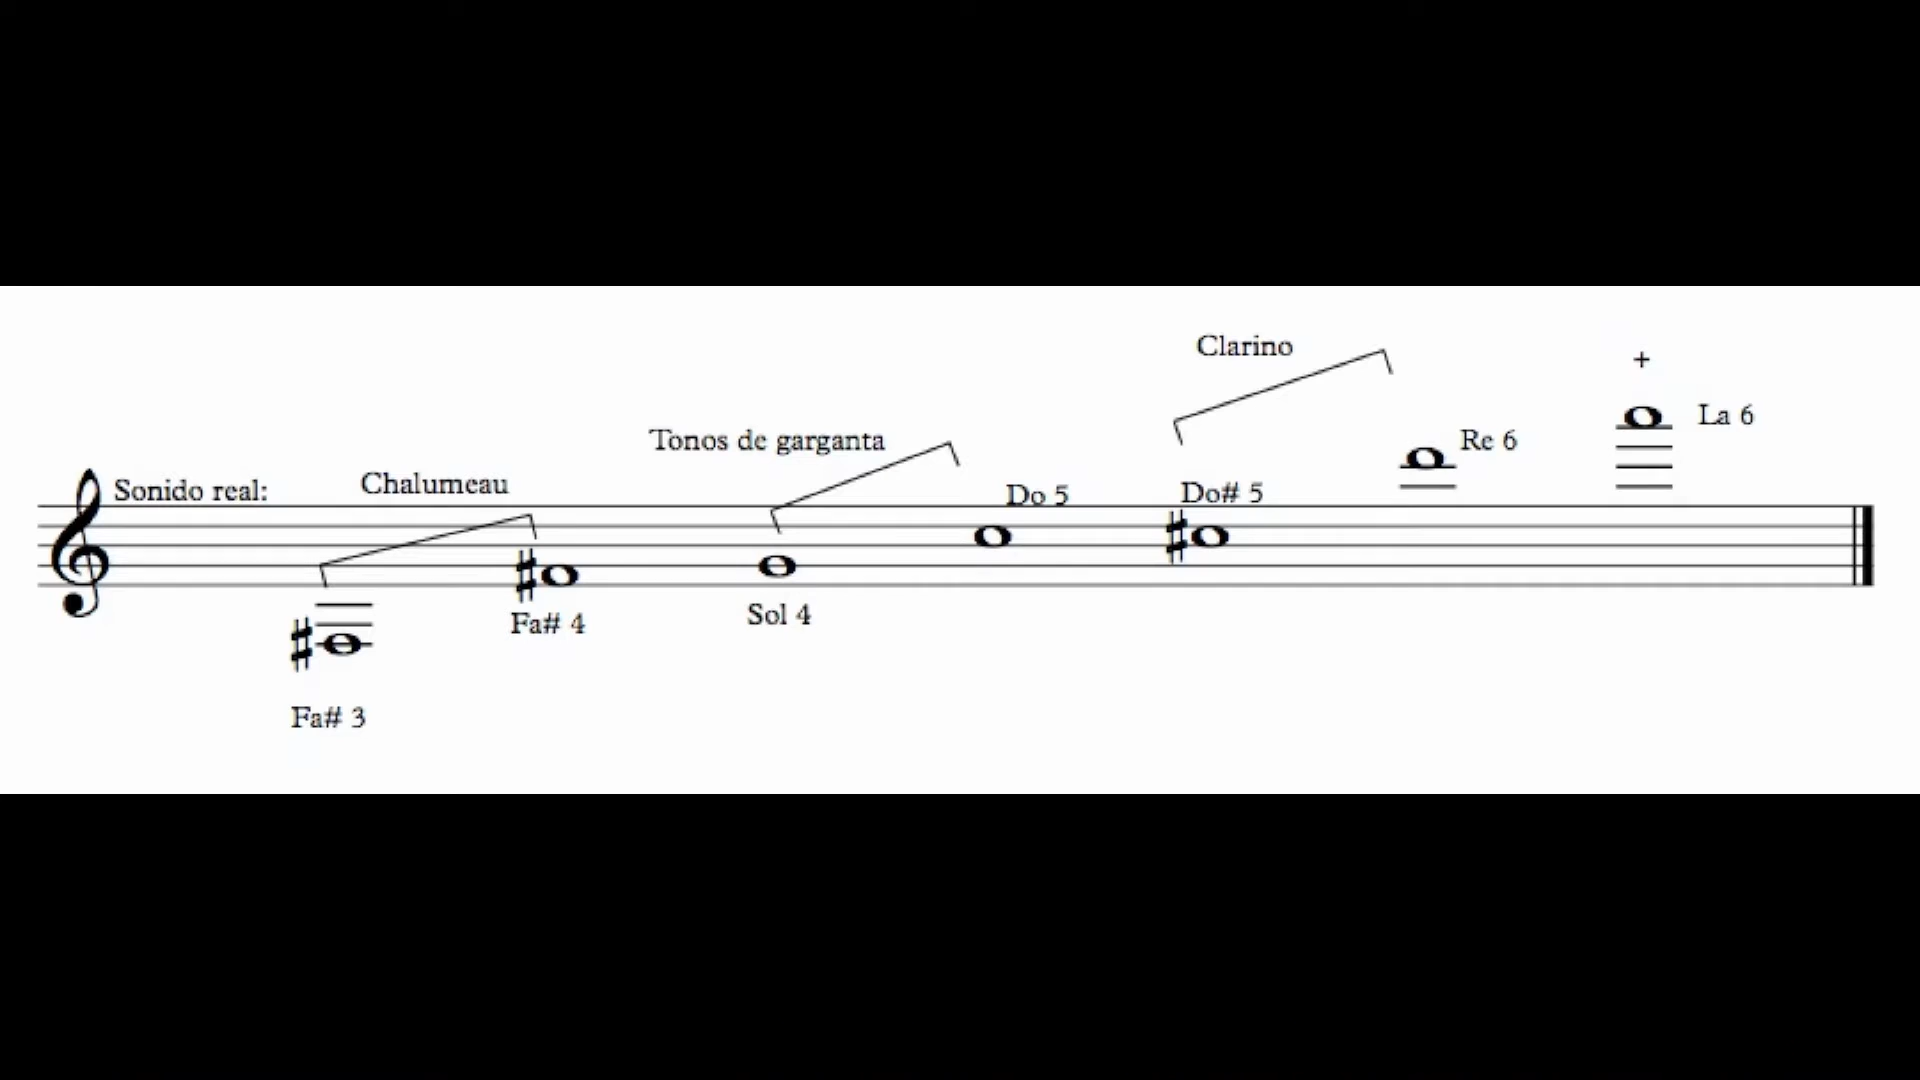 Sonido real:
Chalumeau
Fa# 3
Fa# 4
Tonos de garganta
Sol 4
Do 5
Clarino
Do# 5
Re 6
+
La 6